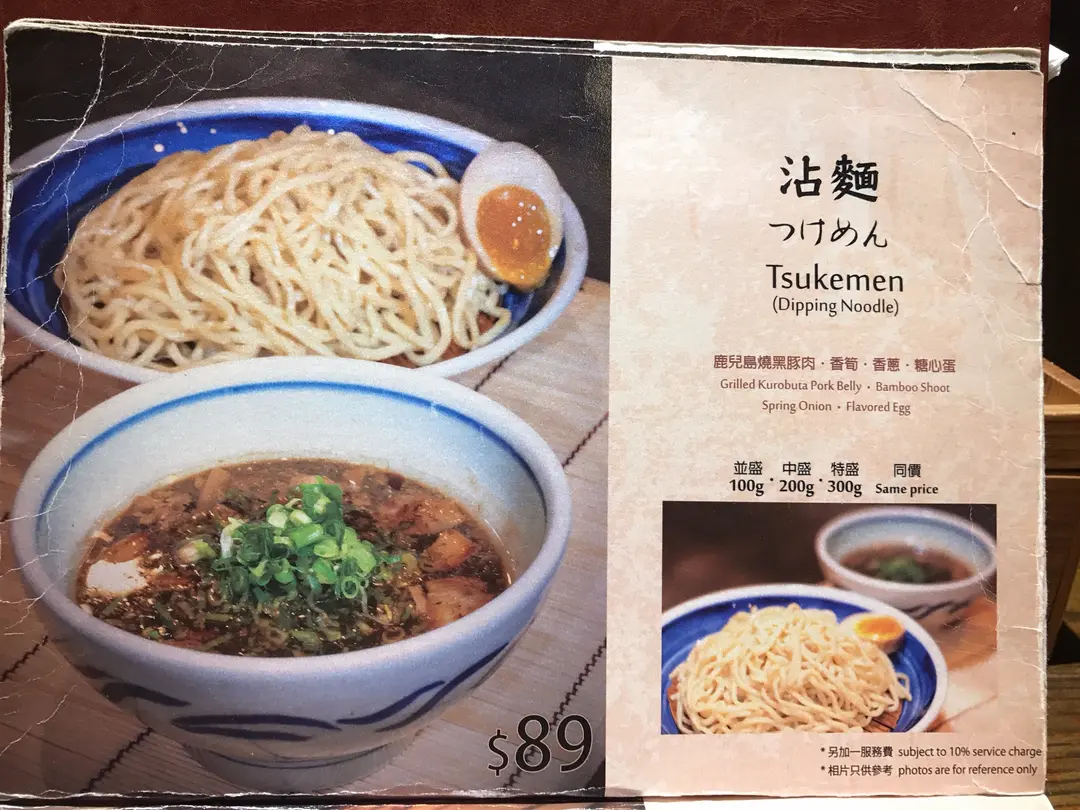 沾麵
つけめん
Tsukemen
(Dipping Noodle)
鹿兒島燒黑豚肉・香筍・香蔥・糖心蛋
Grilled Kurobuta Pork Belly • Bamboo Shoot
Spring Onion • Flavored Egg
並盛 中盛 特盛 同價
100g・200g・300g Same price
$89
*另加一服務費 subject to 10% service charge
*相片只供參考 photos are for reference only